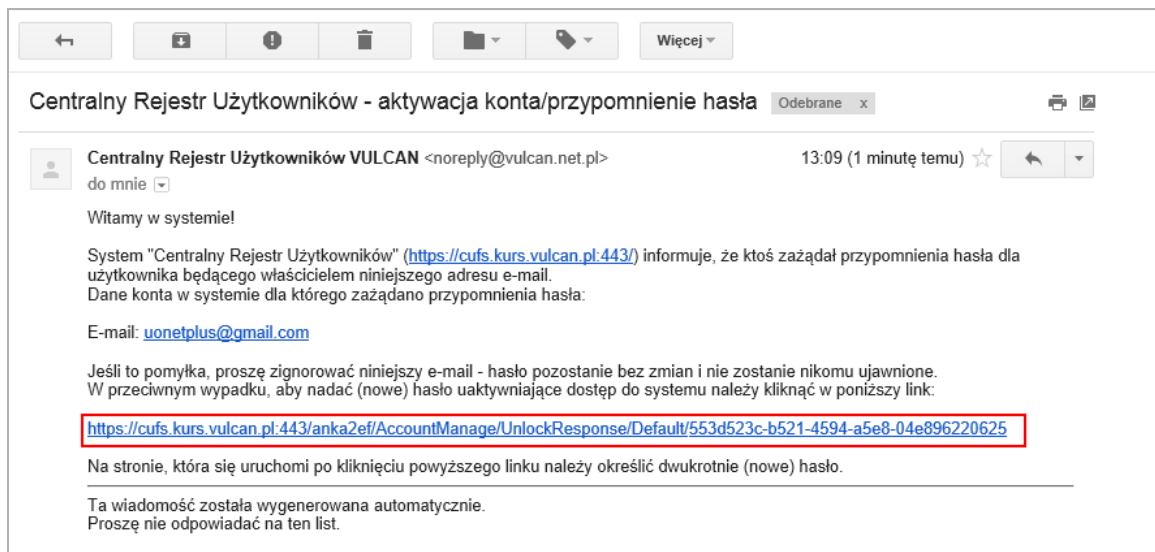 Więcej
Centralny Rejestr Użytkowników - aktywacja konta/przypomnienie hasła Odebrane x
Centralny Rejestr Użytkowników VULCAN <noreply@vulcan.net.pl> 13:09 (1 minutę temu)
do mnie
Witamy w systemie!
System "Centralny Rejestr Użytkowników" (https://cufs.kurs.vulcan.pl:443/) informuje, że ktoś zażądał przypomnienia hasła dla
użytkownika będącego właścicielem niniejszego adresu e-mail.
Dane konta w systemie dla którego zażądano przypomnienia hasła:
E-mail: uonetplus@gmail.com
Jeśli to pomyłka, proszę zignorować niniejszy e-mail - hasło pozostanie bez zmian i nie zostanie nikomu ujawnione.
W przeciwnym wypadku, aby nadać (nowe) hasło uaktywniające dostęp do systemu należy kliknąć w poniższy link:
https://cufs.kurs.vulcan.pl:443/anka2ef/AccountManage/UnlockResponse/Default/553d523c-b521-4594-a5e8-04e896220625
Na stronie, która się uruchomi po kliknięciu powyższego linku należy określić dwukrotnie (nowe) hasło.
Ta wiadomość została wygenerowana automatycznie.
Proszę nie odpowiadać na ten list.